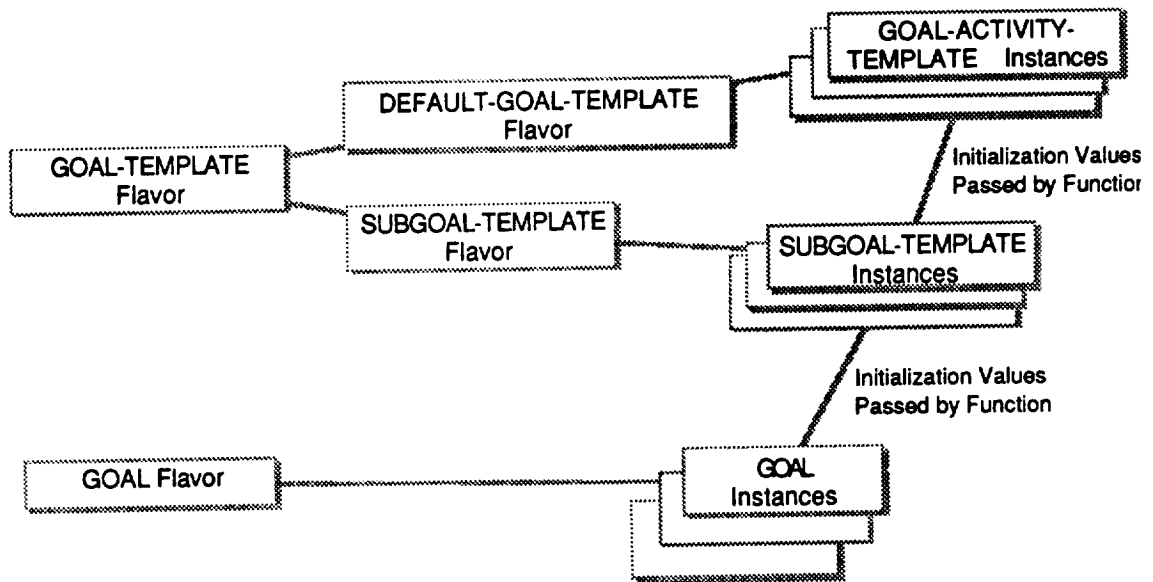 GOAL-ACTIVITY-
TEMPLATE Instances
DEFAULT-GOAL-TEMPLATE
Flavor
GOAL-TEMPLATE
Flavor
Initialization Values
Passed by Function
SUBGOAL-TEMPLATE
Flavor
SUBGOAL-TEMPLATE
Instances
Initialization Values
Passed by Function
GOAL Flavor
GOAL
Instances